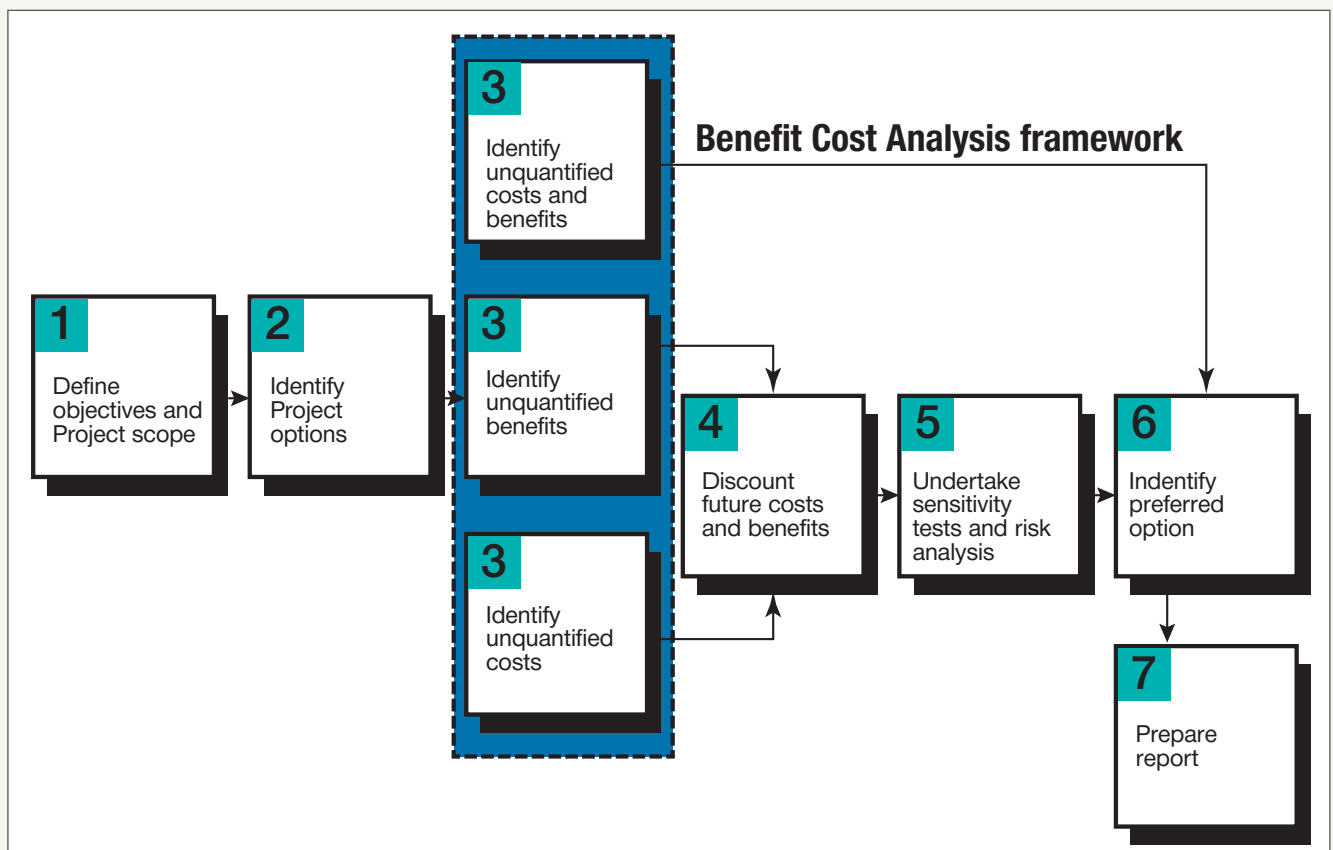 Benefit Cost Analysis framework
1
Define
objectives and
Project scope
2
Identify
Project
options
3
Identify
unquantified
costs and
benefits
3
Identify
unquantified
benefits
3
Identify
unquantified
costs
4
Discount
future costs
and benefits
5
Undertake
sensitivity
tests and risk
analysis
6
Indentify
preferred
option
7
Prepare
report